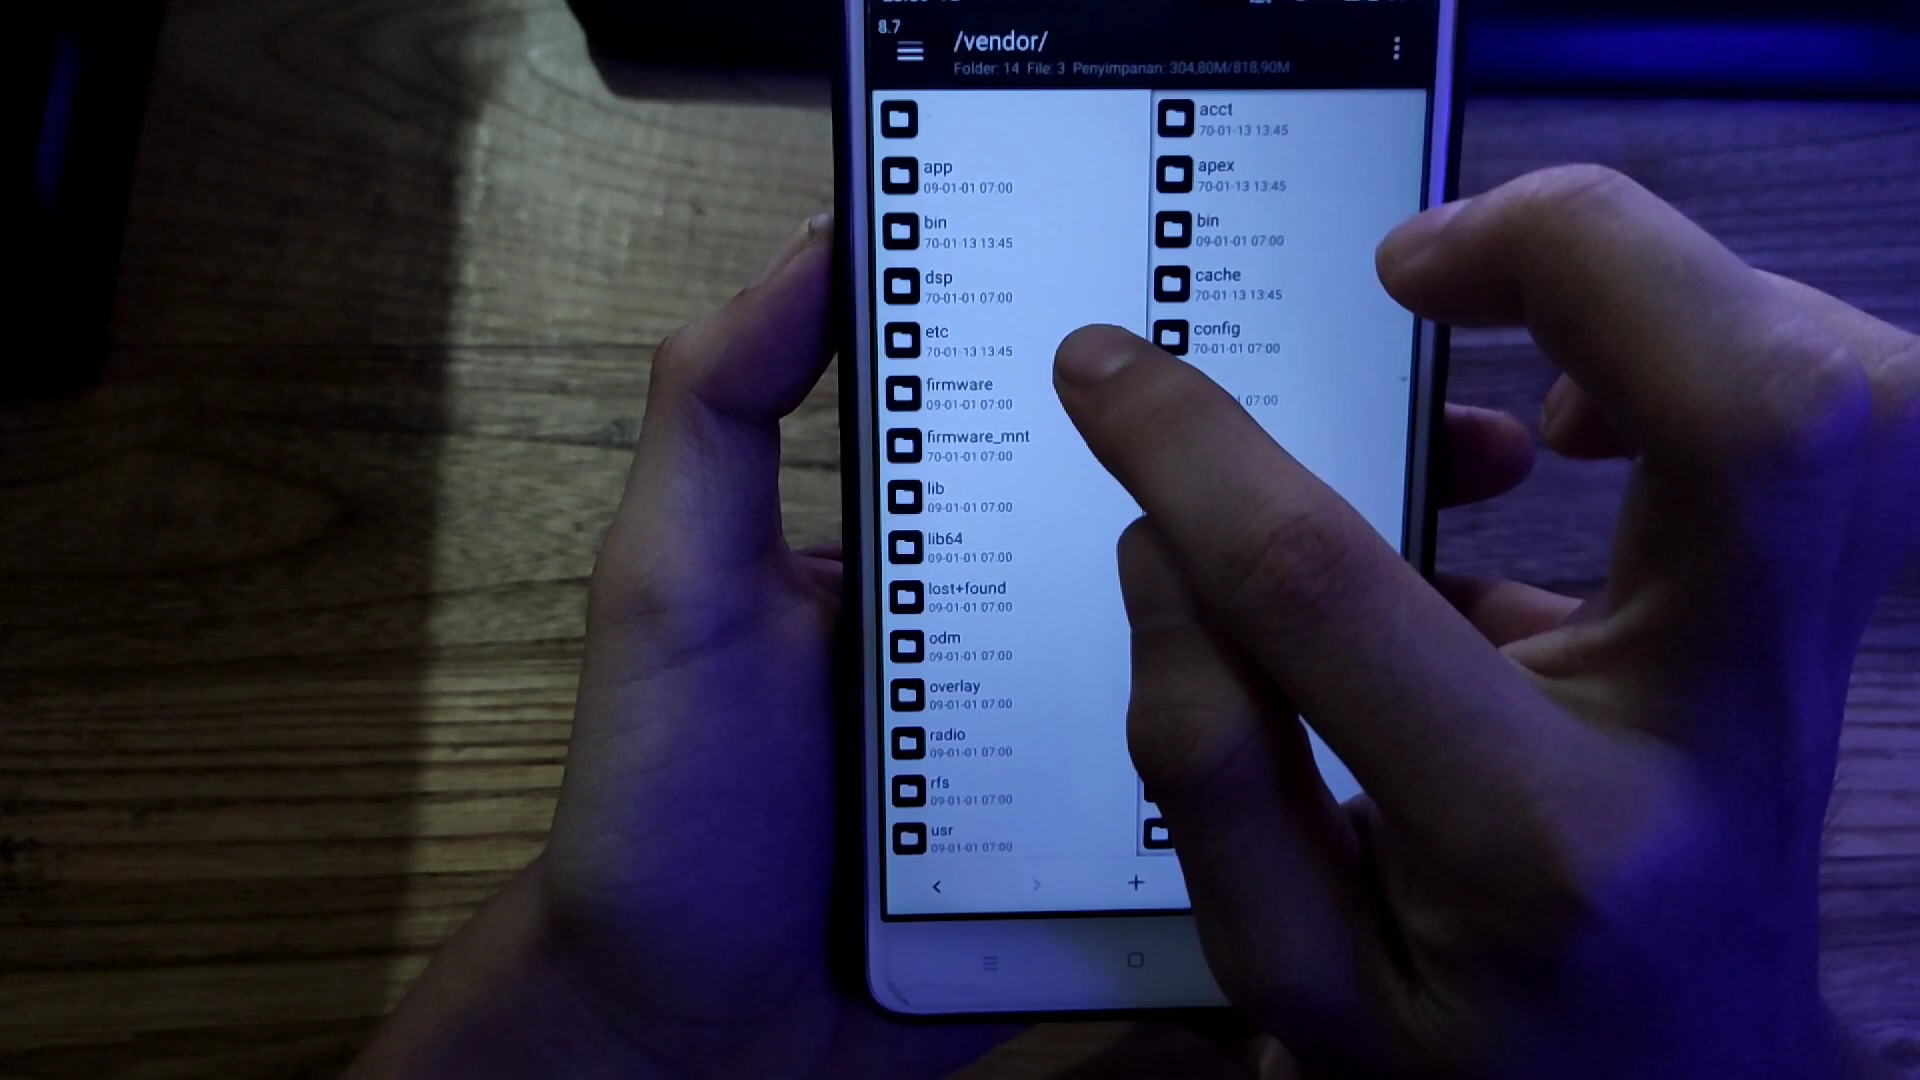 8.7
/vendor/
Folder: 14 File: 3 Penyimpanan: 304,80M/818,90M
app
09-01-01 07:00
bin
70-01-13 13:45
dsp
70-01-01 07:00
etc
70-01-13 13:45
firmware
09-01-01 07:00
firmware_mnt
70-01-01 07:00
lib
09-01-01 07:00
lib64
09-01-01 07:00
lost+found
09-01-01 07:00
odm
09-01-01 07:00
overlay
09-01-01 07:00
radio
09-01-01 07:00
rfs
09-01-01 07:00
usr
09-01-01 07:00
acct
70-01-13 13:45
apex
70-01-13 13:45
bin
09-01-01 07:00
cache
70-01-13 13:45
config
70-01-01 07:00
07:00